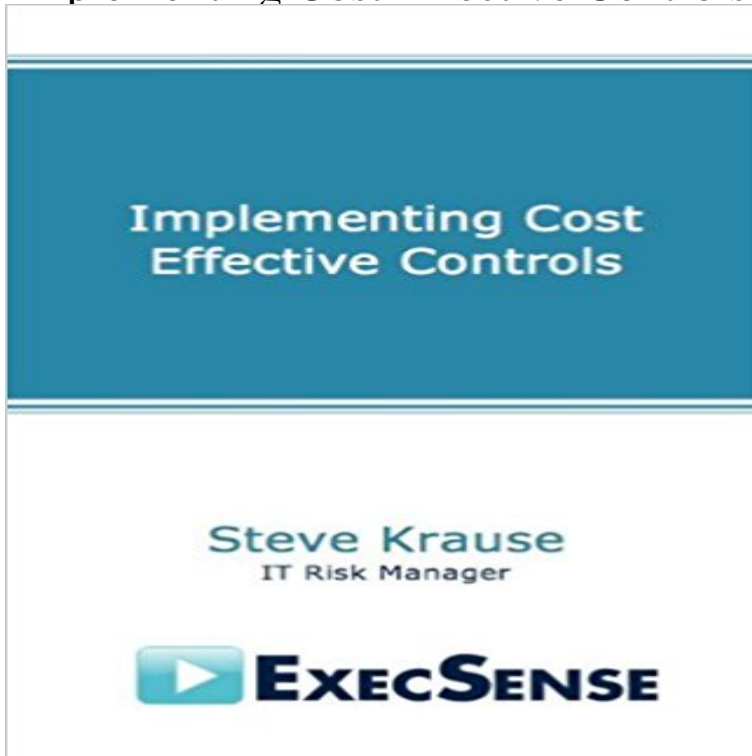 Implementing Cost
Effective Controls
Steve Krause
IT Risk Manager
EXECSENSE